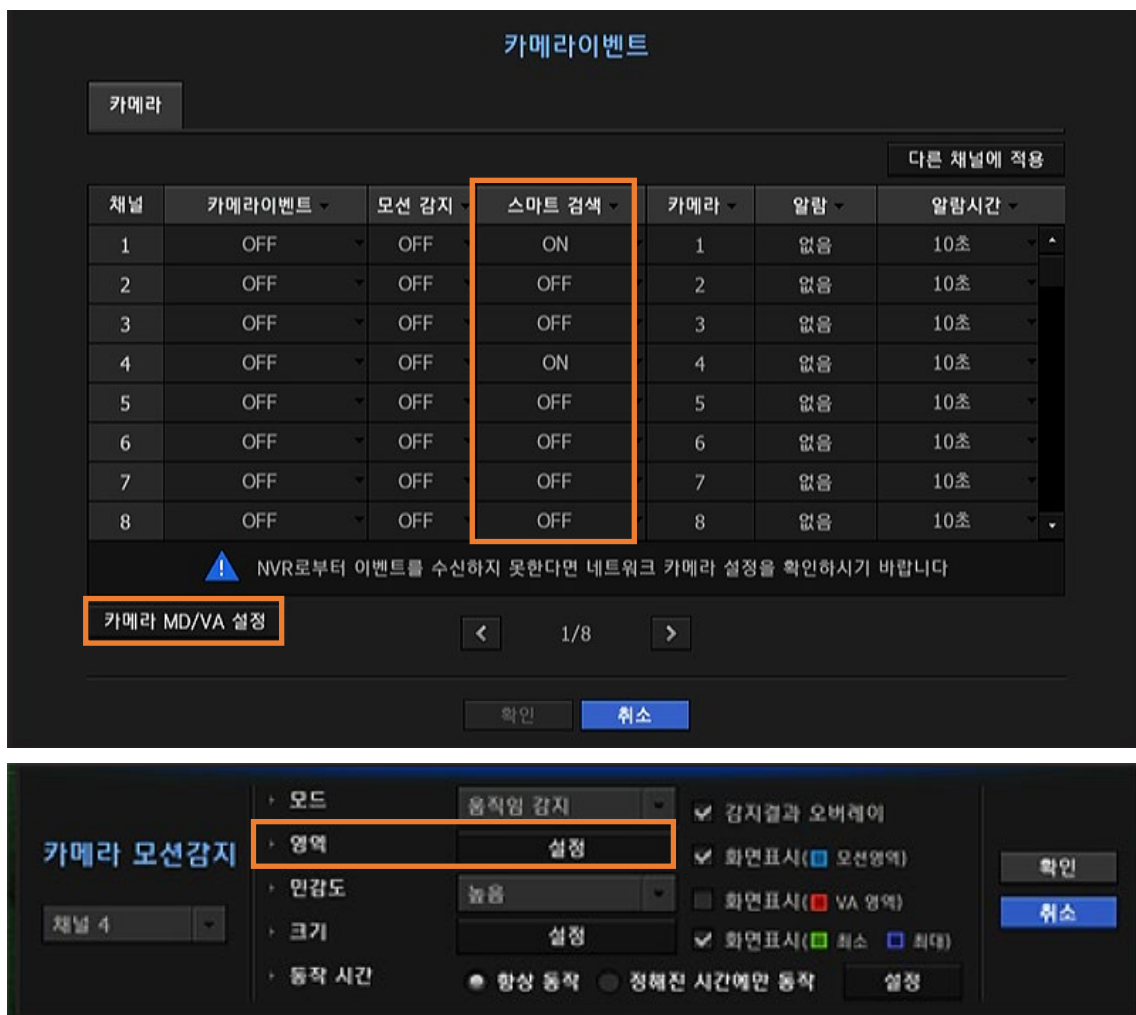 카메라이벤트
카메라
다른 채널에 적용
채널 카메라이벤트 모션 감지 스마트 검색 카메라 알람 알람시간
1 OFF OFF ON 1 없음 10초
2 OFF OFF OFF 2 없음 10초
3 OFF OFF OFF 3 없음 10초
4 OFF OFF ON 4 없음 10초
5 OFF OFF OFF 5 없음 10초
6 OFF OFF OFF 6 없음 10초
7 OFF OFF OFF 7 없음 10초
8 OFF OFF OFF 8 없음 10초
NVR로부터 이벤트를 수신하지 못한다면 네트워크 카메라 설정을 확인하시기 바랍니다
카메라 MD/VA 설정
< 1/8 >
확인 취소
카메라 모션감지
채널 4
모드 움직임 감지
영역 설정
민감도 높음
크기 설정
동작 시간 항상 동작 정해진 시간에만 동작 설정
감지결과 오버레이
화면표시( 모션영역)
화면표시( VA 영역)
화면표시( 최소 최대)
확인
취소